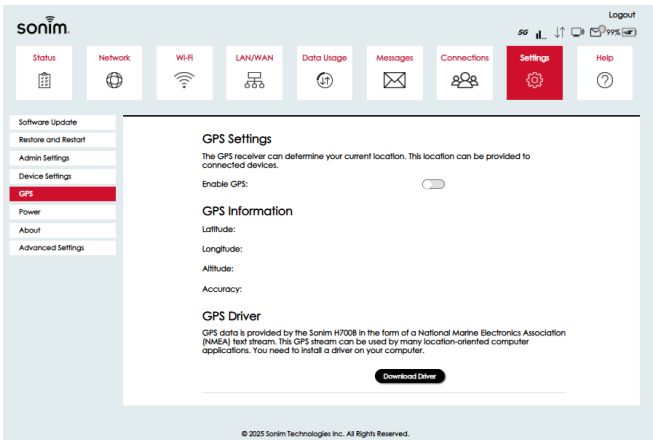 sonim
Logout
5G 99%
Status
Network
Wi-Fi
LAN/WAN
Data Usage
Messages
Connections
Settings
Help
Software Update
Restore and Restart
Admin Settings
Device Settings
GPS
Power
About
Advanced Settings
GPS Settings
The GPS receiver can determine your current location. This location can be provided to
connected devices.
Enable GPS:
GPS Information
Latitude:
Longitude:
Altitude:
Accuracy:
GPS Driver
GPS data is provided by the Sonim H700B in the form of a National Marine Electronics Association
(NMEA) text stream. This GPS stream can be used by many location-oriented computer
applications. You need to install a driver on your computer.
Download Driver
© 2025 Sonim Technologies Inc. All Rights Reserved.